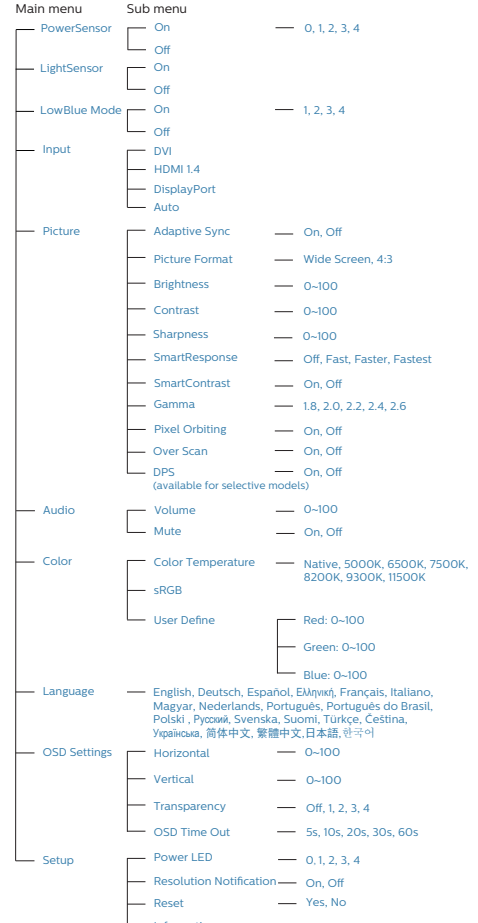 Main menu Sub menu
PowerSensor On 0, 1, 2, 3, 4
Off
LightSensor On
Off
LowBlue Mode On 1, 2, 3, 4
Off
Input DVI
HDMI 1.4
DisplayPort
Auto
Picture Adaptive Sync On, Off
Picture Format Wide Screen, 4:3
Brightness 0~100
Contrast 0~100
Sharpness 0~100
SmartResponse Off, Fast, Faster, Fastest
SmartContrast On, Off
Gamma 1.8, 2.0, 2.2, 2.4, 2.6
Pixel Orbiting On, Off
Over Scan On, Off
DPS On, Off
(available for selective models)
Audio Volume 0~100
Mute On, Off
Color Color Temperature Native, 5000K, 6500K, 7500K,
8200K, 9300K, 11500K
sRGB
User Define Red: 0~100
Green: 0~100
Blue: 0~100
Language English, Deutsch, Español, Ελληνική, Français, Italiano,
Magyar, Nederlands, Português, Português do Brasil,
Polski , Русский, Svenska, Suomi, Türkçe, Čeština,
Українська, 简体中文, 繁體中文,日本語,한국어
OSD Settings Horizontal 0~100
Vertical 0~100
Transparency Off, 1, 2, 3, 4
OSD Time Out 5s, 10s, 20s, 30s, 60s
Setup Power LED 0, 1, 2, 3, 4
Resolution Notification On, Off
Reset Yes, No